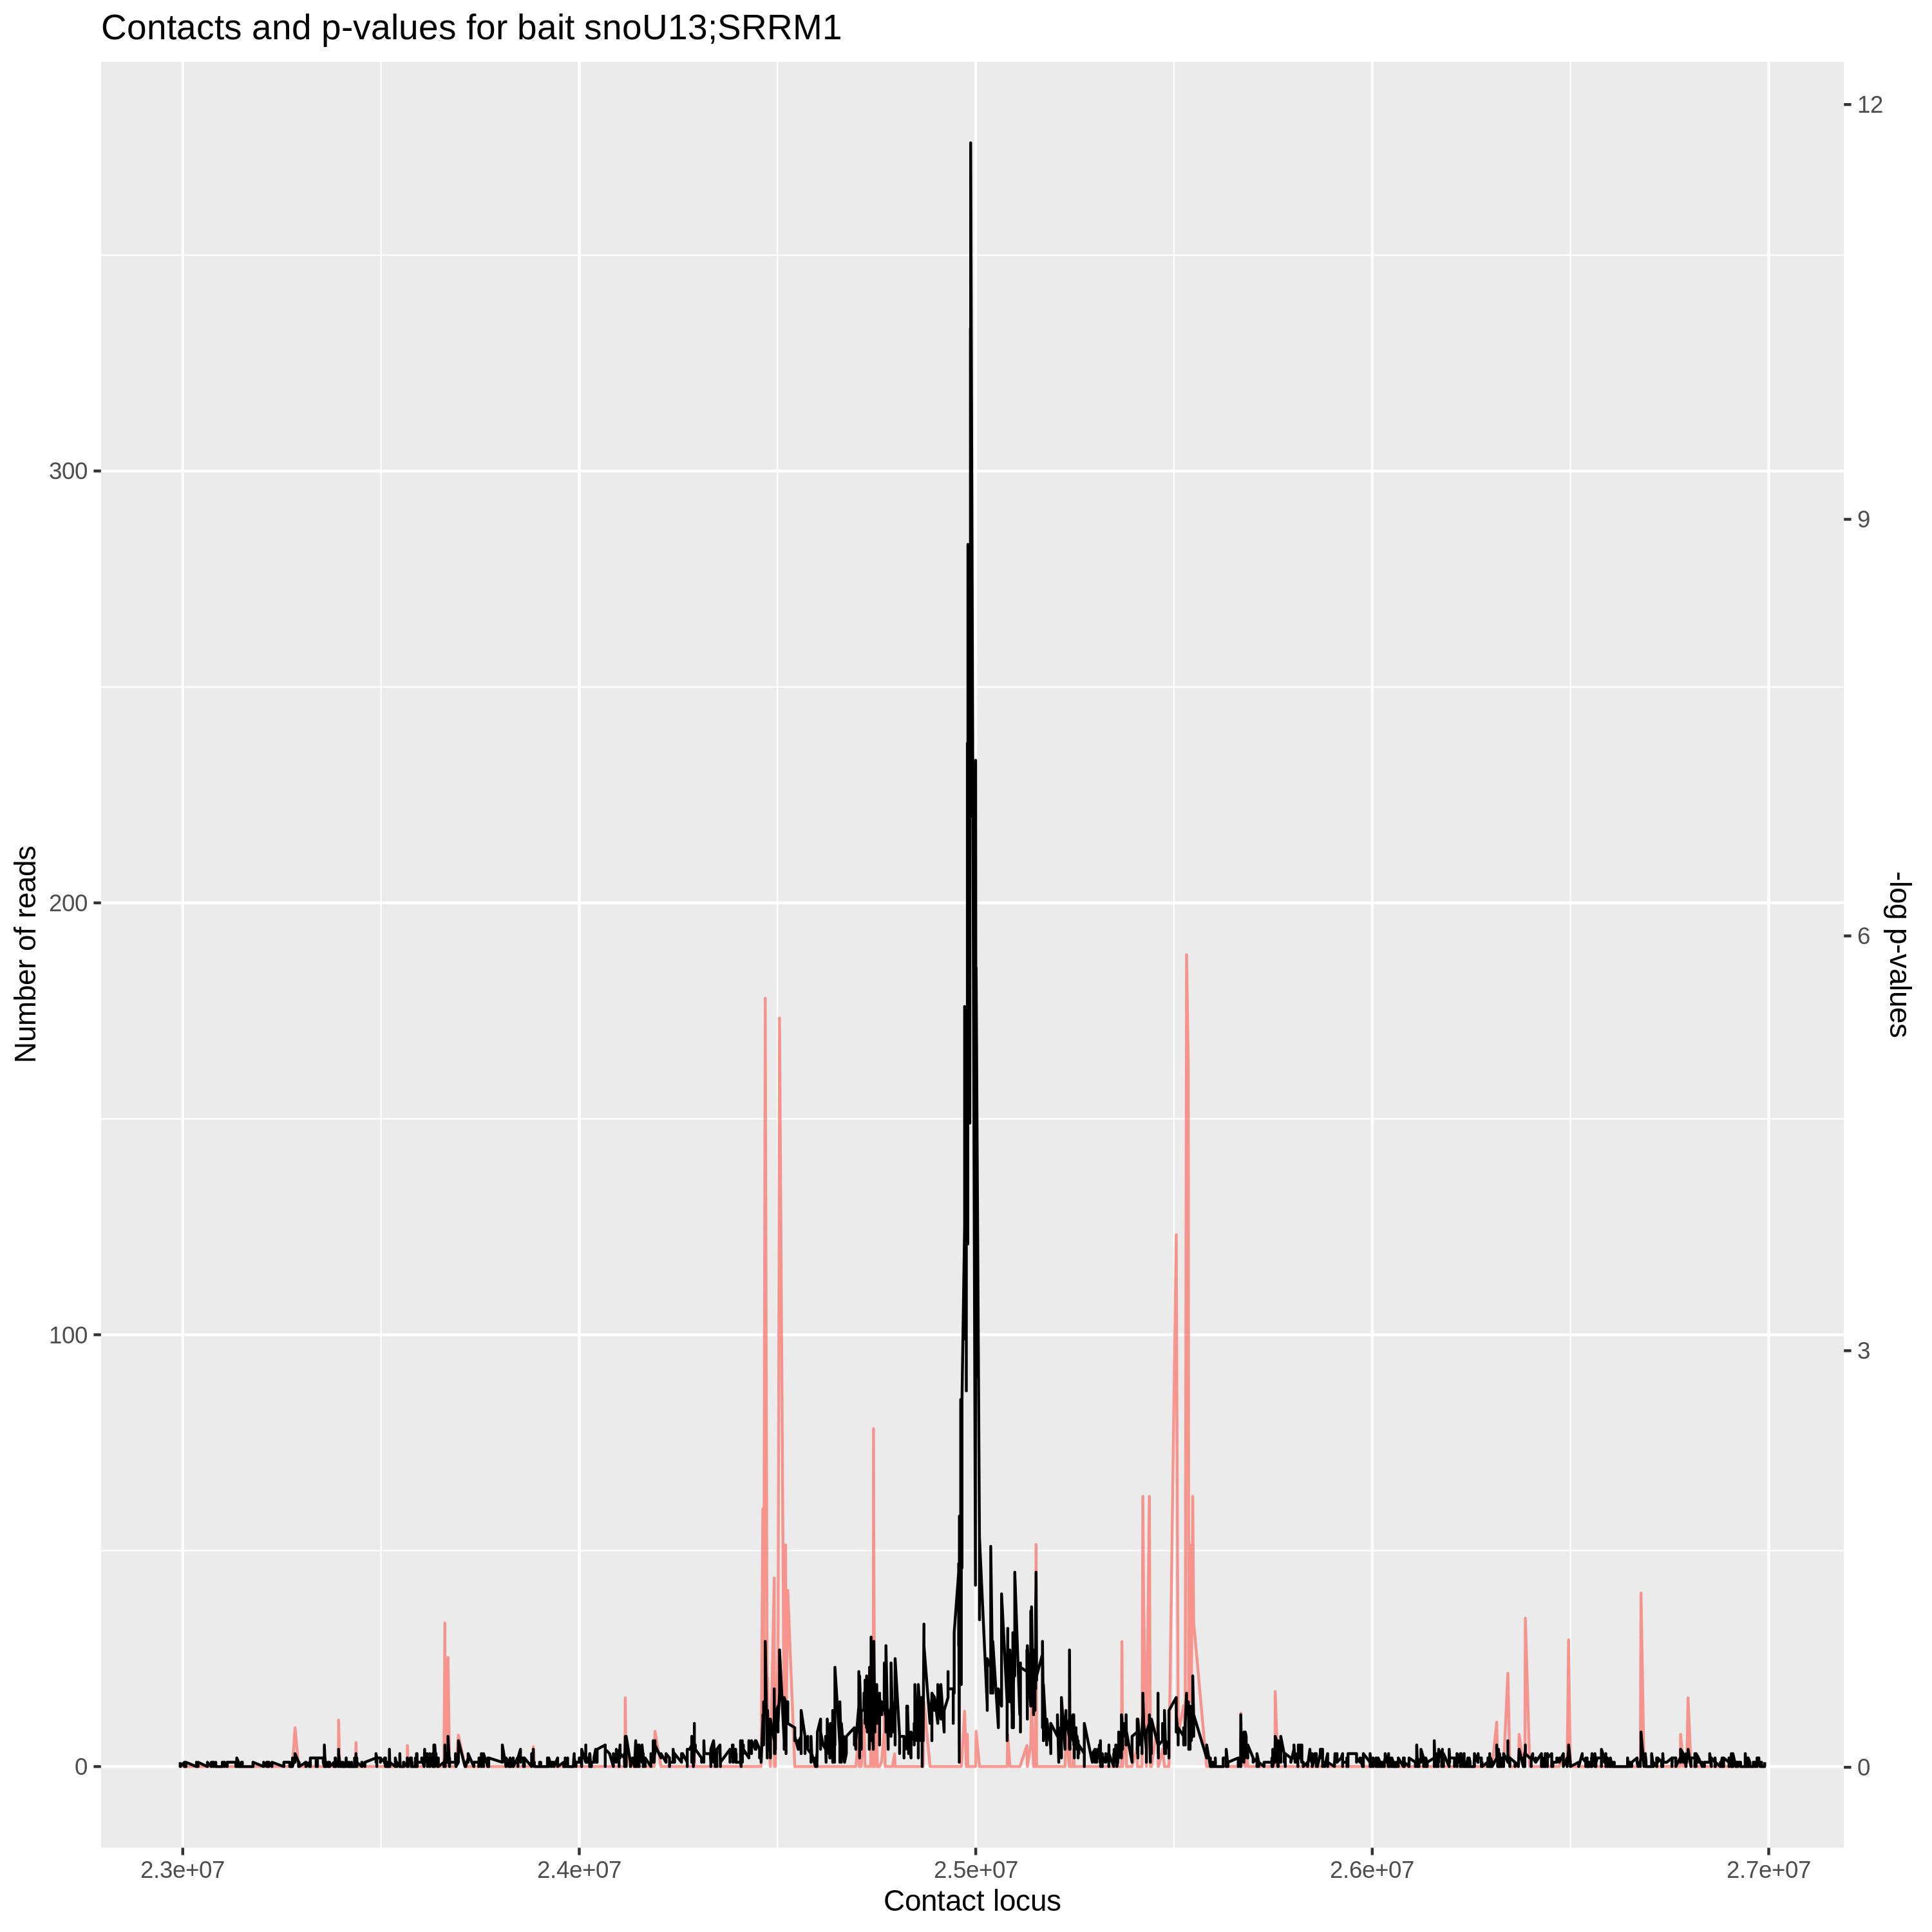 Contacts and p-values for bait snoU13;SRRM1
12
300
9
200
6
Number of reads
-log p-values
100
3
0
0
2.3e+07
2.4e+07
2.5e+07
2.6e+07
2.7e+07
Contact locus